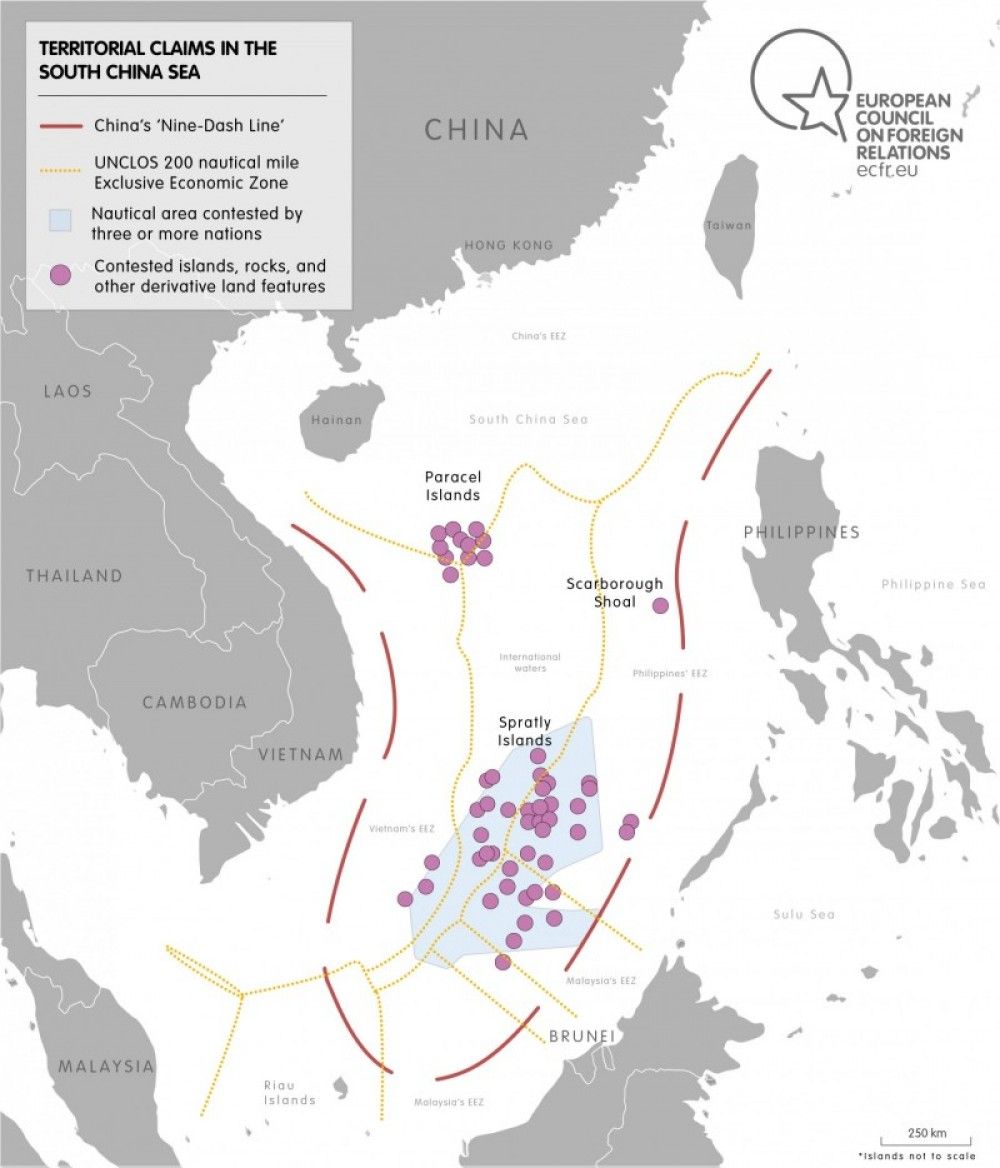 TERRITORIAL CLAIMS IN THE
SOUTH CHINA SEA
China's 'Nine-Dash Line'
UNCLOS 200 nautical mile
Exclusive Economic Zone
Nautical area contested by
three or more nations
Contested islands, rocks, and
other derivative land features
EUROPEAN
COUNCIL
ON FOREIGN
RELATIONS
ecfr.eu
CHINA
Taiwan
HONG KONG
China's EEZ
LAOS
Hainan
South China Sea
Paracel
Islands
PHILIPPINES
THAILAND
Scarborough
Shoal
Philippine Sea
International
waters
Philippines' EEZ
CAMBODIA
Spratly
Islands
VIETNAM
Vietnam's EEZ
Sulu Sea
Malaysia's EEZ
BRUNEI
MALAYSIA
Riau
Islands
Malaysia's EEZ
250 km
*Islands not to scale